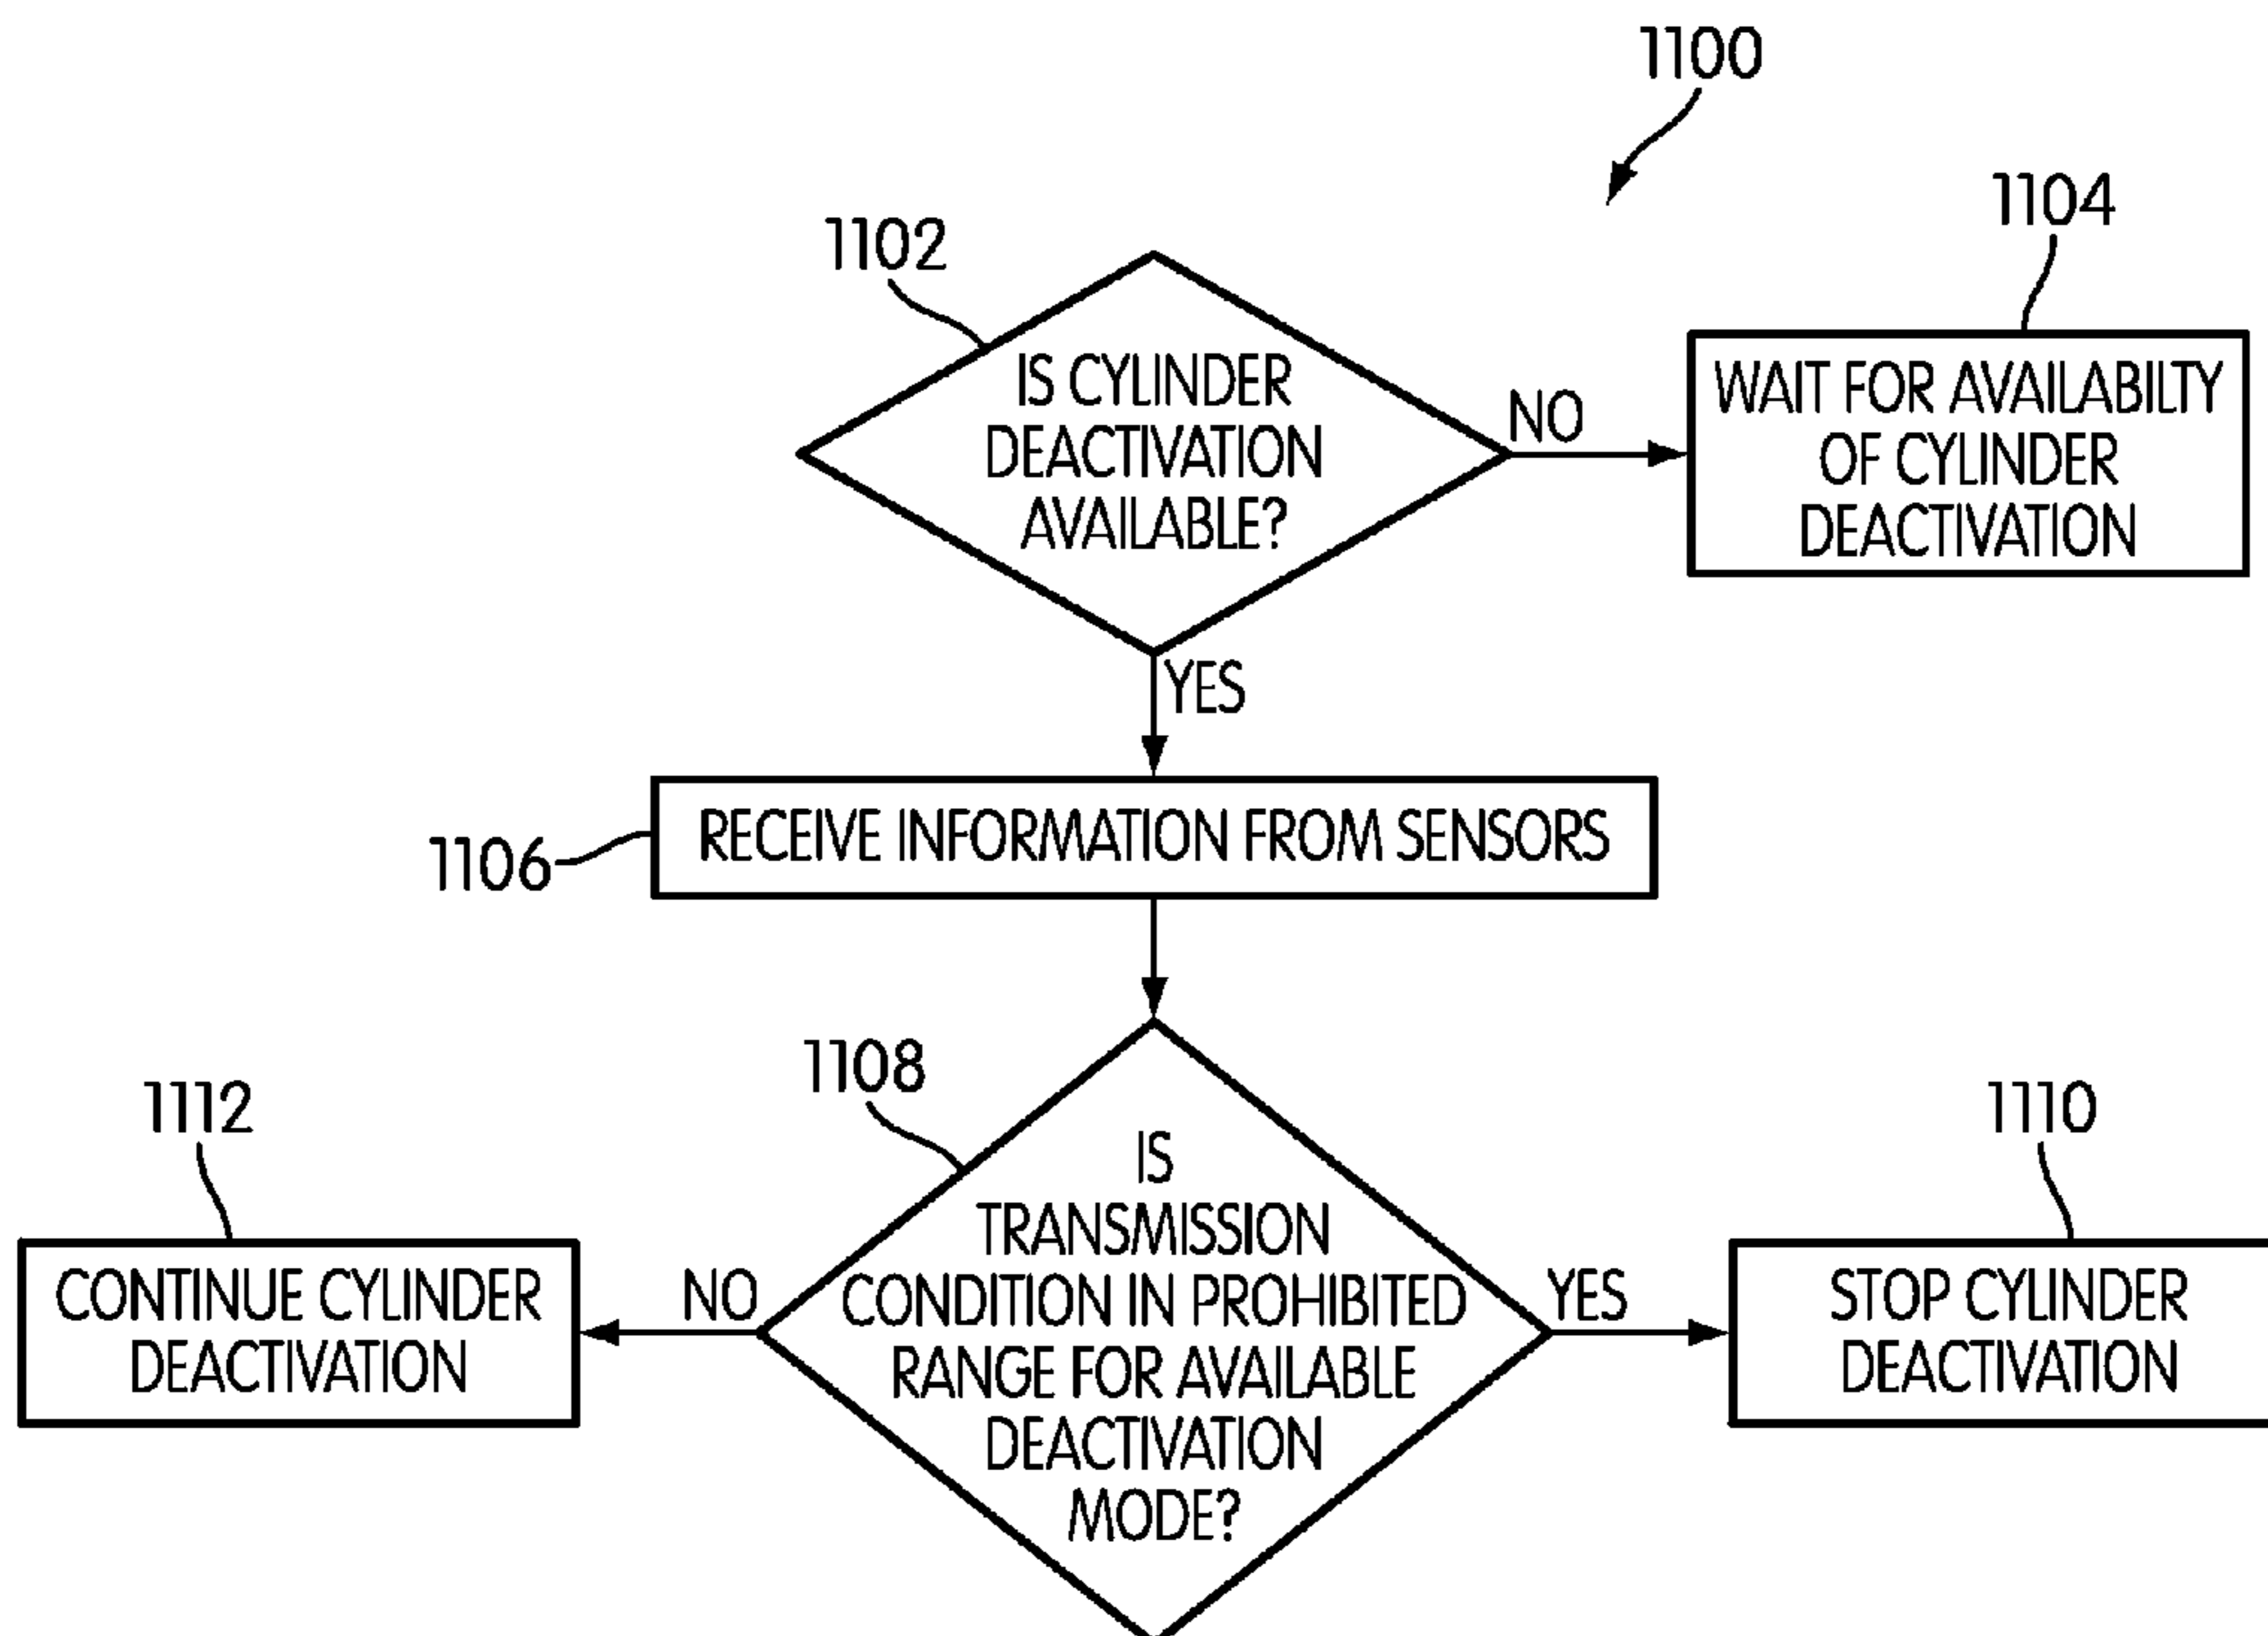 1100
1102
1104
IS CYLINDER
DEACTIVATION
AVAILABLE?
NO
WAIT FOR AVAILABILTY
OF CYLINDER
DEACTIVATION
YES
1106
RECEIVE INFORMATION FROM SENSORS
1108
1112
1110
IS
TRANSMISSION
CONDITION IN PROHIBITED
RANGE FOR AVAILABLE
DEACTIVATION
MODE?
NO
CONTINUE CYLINDER
DEACTIVATION
YES
STOP CYLINDER
DEACTIVATION